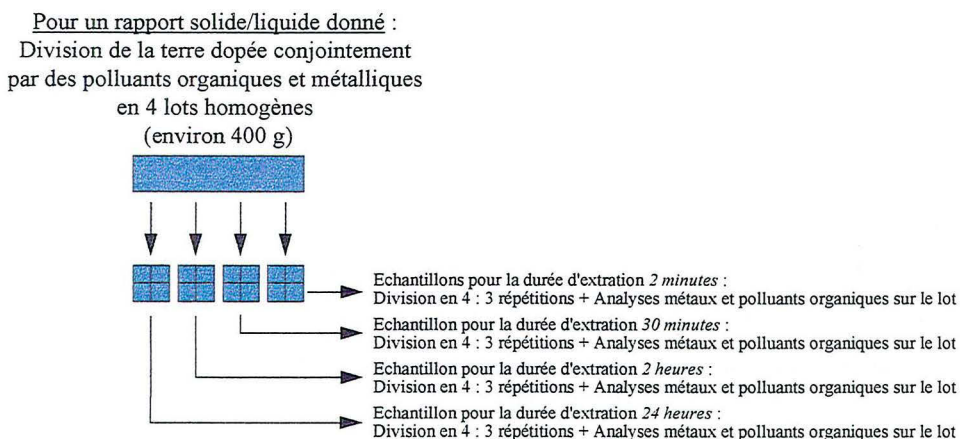 Pour un rapport solide/liquide donné :
Division de la terre dopée conjointement
par des polluants organiques et métalliques
en 4 lots homogènes
(environ 400 g)
Echantillons pour la durée d'extration 2 minutes :
Division en 4 : 3 répétitions + Analyses métaux et polluants organiques sur le lot
Echantillon pour la durée d'extration 30 minutes :
Division en 4 : 3 répétitions + Analyses métaux et polluants organiques sur le lot
Echantillon pour la durée d'extration 2 heures :
Division en 4 : 3 répétitions + Analyses métaux et polluants organiques sur le lot
Echantillon pour la durée d'extration 24 heures :
Division en 4 : 3 répétitions + Analyses métaux et polluants organiques sur le lot